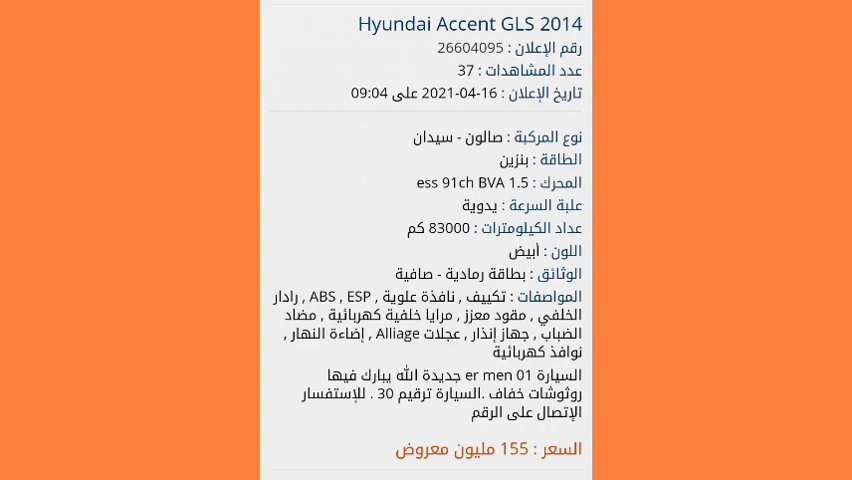 Hyundai Accent GLS 2014
رقم الإعلان : 26604095
عدد المشاهدات : 37
تاريخ الإعلان : 16-04-2021 على 09:04
نوع المركبة : صالون - سيدان
الطاقة : بنزين
المحرك : 1.5 ess 91ch BVA
علبة السرعة : يدوية
عداد الكيلومترات : 83000 كم
اللون : أبيض
الوثائق : بطاقة رمادية - صافية
المواصفات : تكييف , نافذة علوية , ABS , ESP , رادار
الخلفي , مقود معزز , مرايا خلفية كهربائية , مضاد
الضباب , جهاز إنذار , عجلات Alliage , إضاءة النهار ,
نوافذ كهربائية
السيارة 01 er men جديدة الله يبارك فيها
روثوشات خفاف .السيارة ترقيم 30 . للإستفسار
الإتصال على الرقم
السعر : 155 مليون معروض